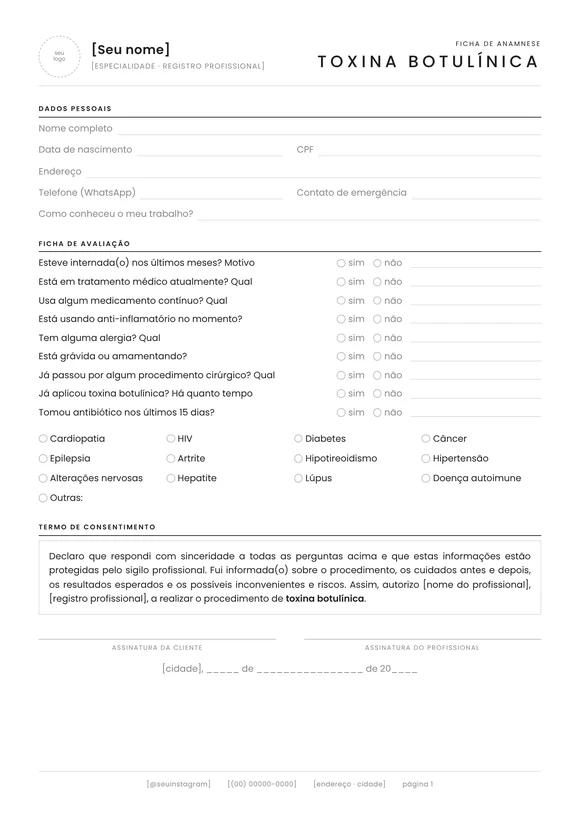 seu
logo
[Seu nome]
[ESPECIALIDADE · REGISTRO PROFISSIONAL]
FICHA DE ANAMNESE
TOXINA BOTULÍNICA
DADOS PESSOAIS
Nome completo
Data de nascimento CPF
Endereço
Telefone (WhatsApp) Contato de emergência
Como conheceu o meu trabalho?
FICHA DE AVALIAÇÃO
Esteve internada(o) nos últimos meses? Motivo sim não
Está em tratamento médico atualmente? Qual sim não
Usa algum medicamento contínuo? Qual sim não
Está usando anti-inflamatório no momento? sim não
Tem alguma alergia? Qual sim não
Está grávida ou amamentando? sim não
Já passou por algum procedimento cirúrgico? Qual sim não
Já aplicou toxina botulínica? Há quanto tempo sim não
Tomou antibiótico nos últimos 15 dias? sim não
Cardiopatia HIV Diabetes Câncer
Epilepsia Artrite Hipotireoidismo Hipertensão
Alterações nervosas Hepatite Lúpus Doença autoimune
Outras:
TERMO DE CONSENTIMENTO
Declaro que respondi com sinceridade a todas as perguntas acima e que estas informações estão
protegidas pelo sigilo profissional. Fui informada(o) sobre o procedimento, os cuidados antes e depois,
os resultados esperados e os possíveis inconvenientes e riscos. Assim, autorizo [nome do profissional],
[registro profissional], a realizar o procedimento de toxina botulínica.
ASSINATURA DA CLIENTE ASSINATURA DO PROFISSIONAL
[cidade], _____ de ________________ de 20____
[@seuinstagram] [(00) 00000-0000] [endereço · cidade] página 1